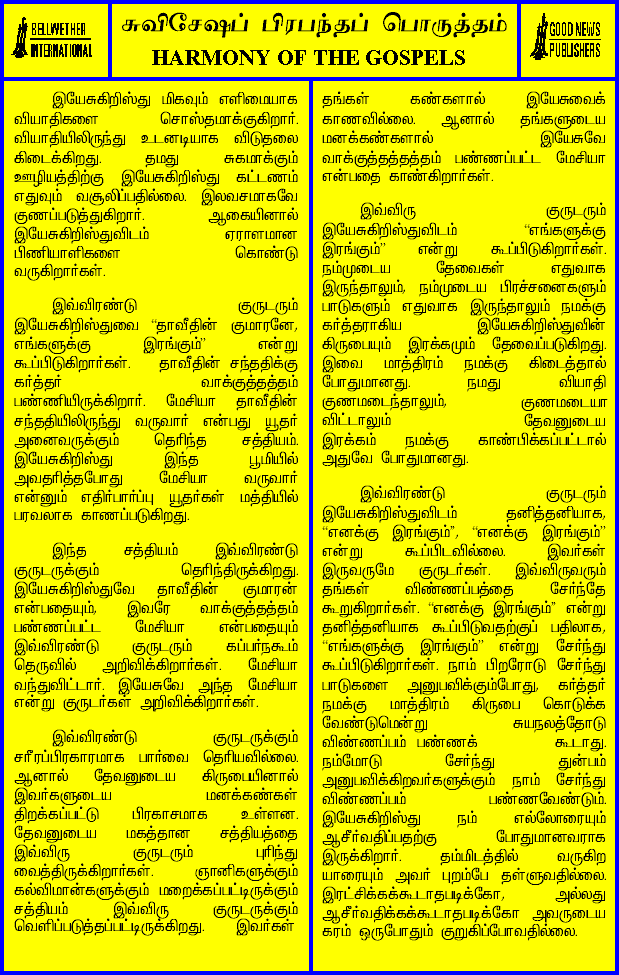 BELLWETHER
INTERNATIONAL
சுவிசேஷப் பிரபந்தப் பொருத்தம்
HARMONY OF THE GOSPELS
GOOD NEWS
PUBLISHERS
இயேசுகிறிஸ்து மிகவும் எளிமையாக
வியாதிகளை சொஸ்தமாக்குகிறார்.
வியாதியிலிருந்து உடனடியாக விடுதலை
கிடைக்கிறது. தமது சுகமாக்கும்
ஊழியத்திற்கு இயேசுகிறிஸ்து கட்டணம்
எதுவும் வசூலிப்பதில்லை. இலவசமாகவே
குணப்படுத்துகிறார். ஆகையினால்
இயேசுகிறிஸ்துவிடம் ஏராளமான
பிணியாளிகளை கொண்டு
வருகிறார்கள்.
இவ்விரண்டு குருடரும்
இயேசுகிறிஸ்துவை “தாவீதின் குமாரனே,
எங்களுக்கு இரங்கும்” என்று
கூப்பிடுகிறார்கள். தாவீதின் சந்ததிக்கு
கர்த்தர் வாக்குத்தத்தம்
பண்ணியிருக்கிறார். மேசியா தாவீதின்
சந்ததியிலிருந்து வருவார் என்பது யூதர்
அனைவருக்கும் தெரிந்த சத்தியம்.
இயேசுகிறிஸ்து இந்த பூமியில்
அவதரித்தபோது மேசியா வருவார்
என்னும் எதிர்பார்ப்பு யூதர்கள் மத்தியில்
பரவலாக காணப்படுகிறது.
இந்த சத்தியம் இவ்விரண்டு
குருடருக்கும் தெரிந்திருக்கிறது.
இயேசுகிறிஸ்துவே தாவீதின் குமாரன்
என்பதையும், இவரே வாக்குத்தத்தம்
பண்ணப்பட்ட மேசியா என்பதையும்
இவ்விரண்டு குருடரும் கப்பர்நகூம்
தெருவில் அறிவிக்கிறார்கள். மேசியா
வந்துவிட்டார். இயேசுவே அந்த மேசியா
என்று குருடர்கள் அறிவிக்கிறார்கள்.
இவ்விரண்டு குருடருக்கும்
சரீரப்பிரகாரமாக பார்வை தெரியவில்லை.
ஆனால் தேவனுடைய கிருபையினால்
இவர்களுடைய மனக்கண்கள்
திறக்கப்பட்டு பிரகாசமாக உள்ளன.
தேவனுடைய மகத்தான சத்தியத்தை
இவ்விரு குருடரும் புரிந்து
வைத்திருக்கிறார்கள். ஞானிகளுக்கும்
கல்விமான்களுக்கும் மறைக்கப்பட்டிருக்கும்
சத்தியம் இவ்விரு குருடருக்கும்
வெளிப்படுத்தப்பட்டிருக்கிறது. இவர்கள்
தங்கள் கண்களால் இயேசுவைக்
காணவில்லை. ஆனால் தங்களுடைய
மனக்கண்களால் இயேசுவே
வாக்குத்தத்தத்தம் பண்ணப்பட்ட மேசியா
என்பதை காண்கிறார்கள்.
இவ்விரு குருடரும்
இயேசுகிறிஸ்துவிடம் “எங்களுக்கு
இரங்கும்” என்று கூப்பிடுகிறார்கள்.
நம்முடைய தேவைகள் எதுவாக
இருந்தாலும், நம்முடைய பிரச்சனைகளும்
பாடுகளும் எதுவாக இருந்தாலும் நமக்கு
கர்த்தராகிய இயேசுகிறிஸ்துவின்
கிருபையும் இரக்கமும் தேவைப்படுகிறது.
இவை மாத்திரம் நமக்கு கிடைத்தால்
போதுமானது. நமது வியாதி
குணமடைந்தாலும், குணமடையா
விட்டாலும் தேவனுடைய
இரக்கம் நமக்கு காண்பிக்கப்பட்டால்
அதுவே போதுமானது.
இவ்விரண்டு குருடரும்
இயேசுகிறிஸ்துவிடம் தனித்தனியாக,
“எனக்கு இரங்கும்”, “எனக்கு இரங்கும்”
என்று கூப்பிடவில்லை. இவர்கள்
இருவருமே குருடர்கள். இவ்விருவரும்
தங்கள் விண்ணப்பத்தை சேர்ந்தே
கூறுகிறார்கள். “எனக்கு இரங்கும்” என்று
தனித்தனியாக கூப்பிடுவதற்குப் பதிலாக,
“எங்களுக்கு இரங்கும்” என்று சேர்ந்து
கூப்பிடுகிறார்கள். நாம் பிறரோடு சேர்ந்து
பாடுகளை அனுபவிக்கும்போது, கர்த்தர்
நமக்கு மாத்திரம் கிருபை கொடுக்க
வேண்டுமென்று சுயநலத்தோடு
விண்ணப்பம் பண்ணக் கூடாது.
நம்மோடு சேர்ந்து துன்பம்
அனுபவிக்கிறவர்களுக்கும் நாம் சேர்ந்து
விண்ணப்பம் பண்ணவேண்டும்.
இயேசுகிறிஸ்து நம் எல்லோரையும்
ஆசீர்வதிப்பதற்கு போதுமானவராக
இருக்கிறார். தம்மிடத்தில் வருகிற
யாரையும் அவர் புறம்பே தள்ளுவதில்லை.
இரட்சிக்கக்கூடாதபடிக்கோ, அல்லது
ஆசீர்வதிக்கக்கூடாதபடிக்கோ அவருடைய
கரம் ஒருபோதும் குறுகிப்போவதில்லை.